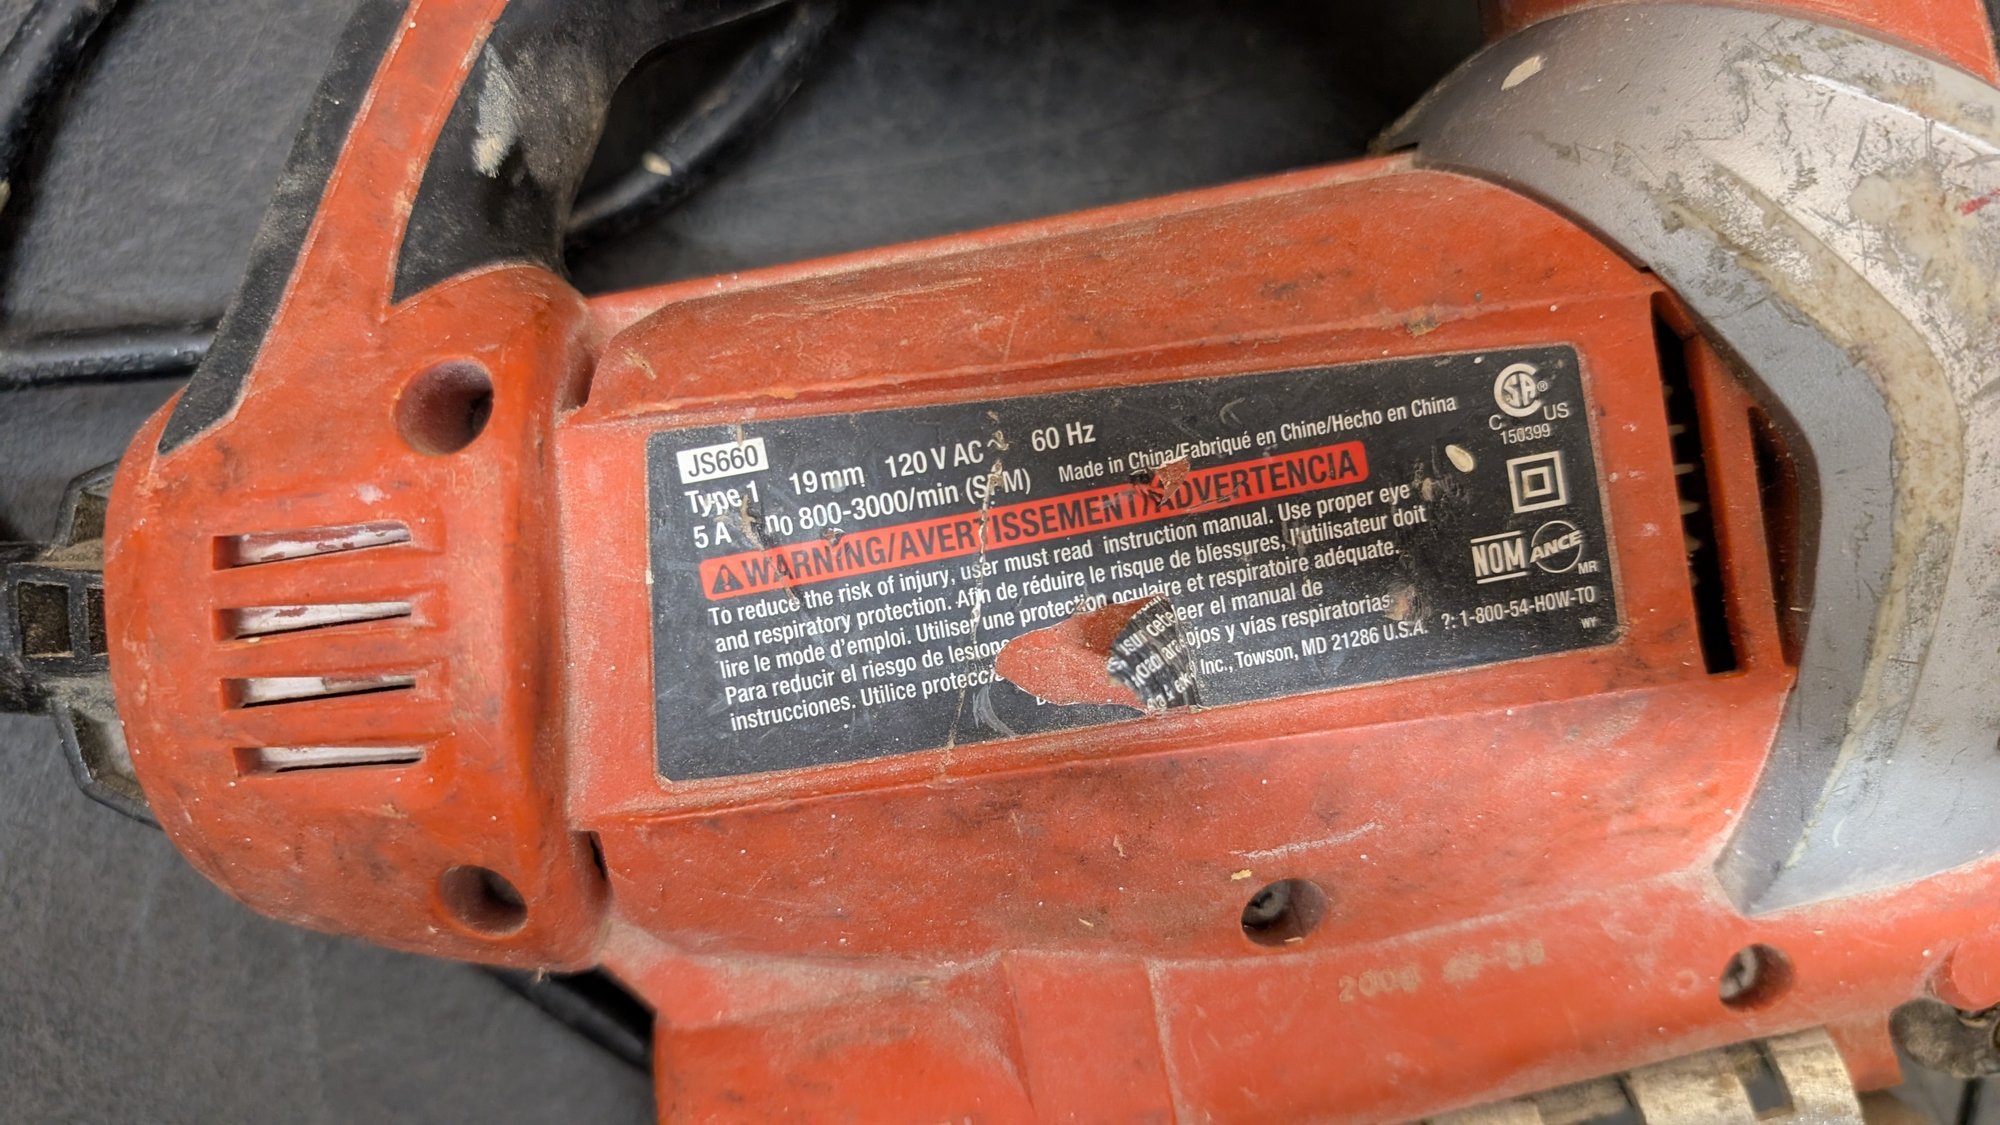 JS660
Type 1 19mm 120 V AC ~ 60 Hz
5 A n₀ 800-3000/min (SPM) Made in China/Fabriqué en Chine/Hecho en China
WARNING/AVERTISSEMENT/ADVERTENCIA
To reduce the risk of injury, user must read instruction manual. Use proper eye
and respiratory protection. Afin de réduire le risque de blessures, l'utilisateur doit
lire le mode d'emploi. Utiliser une protection oculaire et respiratoire adéquate.
Para reducir el riesgo de leer el manual de
instrucciones. Utilice ojos y vías respiratorias
Inc., Towson, MD 21286 U.S.A. ?: 1-800-54-HOW-TO
WY
CSA ®
C US
150399
NOM ANCE
MR